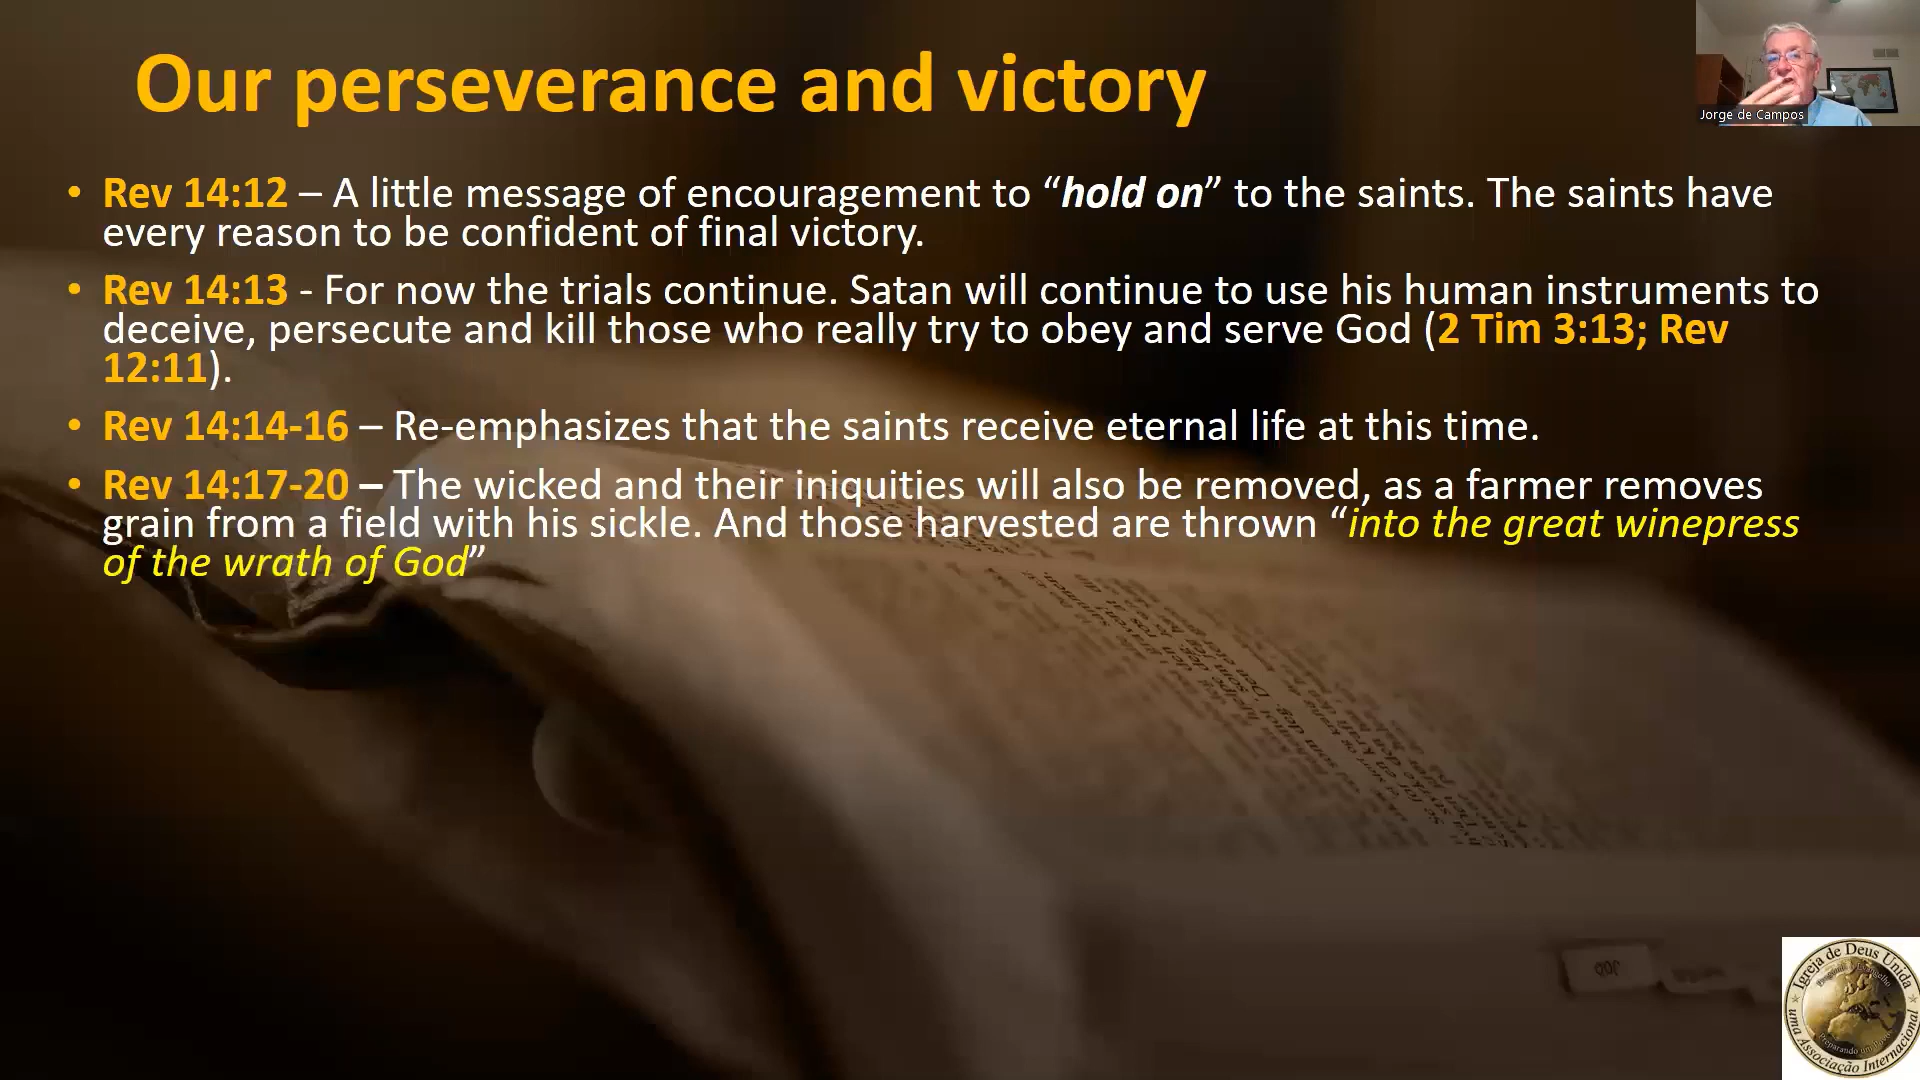 Our perseverance and victory
Jorge de Campos
• Rev 14:12 – A little message of encouragement to “hold on” to the saints. The saints have
every reason to be confident of final victory.
• Rev 14:13 - For now the trials continue. Satan will continue to use his human instruments to
deceive, persecute and kill those who really try to obey and serve God (2 Tim 3:13; Rev
12:11).
• Rev 14:14-16 – Re-emphasizes that the saints receive eternal life at this time.
• Rev 14:17-20 – The wicked and their iniquities will also be removed, as a farmer removes
grain from a field with his sickle. And those harvested are thrown “into the great winepress
of the wrath of God”
Igreja de Deus Unida
uma Associação Internacional